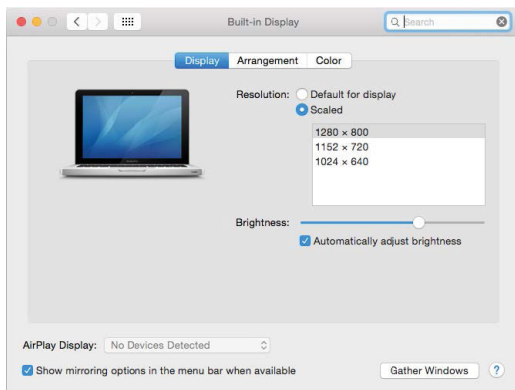 Built-in Display
Search
Display Arrangement Color
Resolution: Default for display
Scaled
1280 × 800
1152 × 720
1024 × 640
Brightness:
Automatically adjust brightness
AirPlay Display: No Devices Detected
Show mirroring options in the menu bar when available
Gather Windows ?